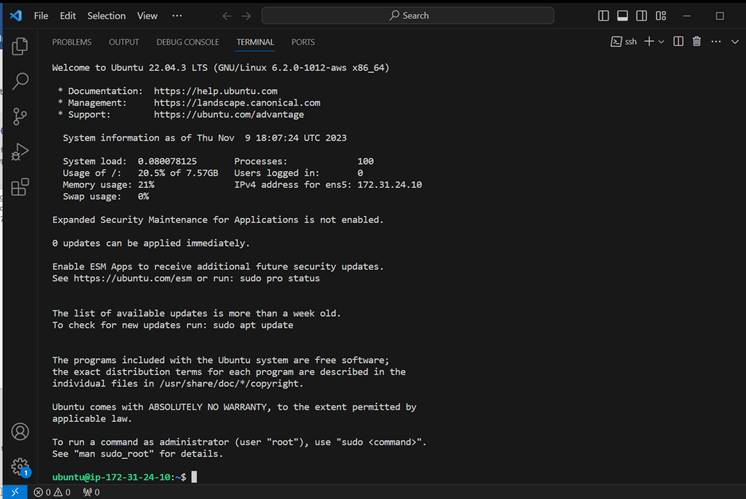 File Edit Selection View ··· Search
PROBLEMS OUTPUT DEBUG CONSOLE TERMINAL PORTS ssh
Welcome to Ubuntu 22.04.3 LTS (GNU/Linux 6.2.0-1012-aws x86_64)
* Documentation: https://help.ubuntu.com
* Management: https://landscape.canonical.com
* Support: https://ubuntu.com/advantage
System information as of Thu Nov 9 18:07:24 UTC 2023
System load: 0.080078125 Processes: 100
Usage of /: 20.5% of 7.57GB Users logged in: 0
Memory usage: 21% IPv4 address for ens5: 172.31.24.10
Swap usage: 0%
Expanded Security Maintenance for Applications is not enabled.
0 updates can be applied immediately.
Enable ESM Apps to receive additional future security updates.
See https://ubuntu.com/esm or run: sudo pro status
The list of available updates is more than a week old.
To check for new updates run: sudo apt update
The programs included with the Ubuntu system are free software;
the exact distribution terms for each program are described in the
individual files in /usr/share/doc/*/copyright.
Ubuntu comes with ABSOLUTELY NO WARRANTY, to the extent permitted by
applicable law.
To run a command as administrator (user "root"), use "sudo <command>".
See "man sudo_root" for details.
ubuntu@ip-172-31-24-10:~$
1
0 0 0